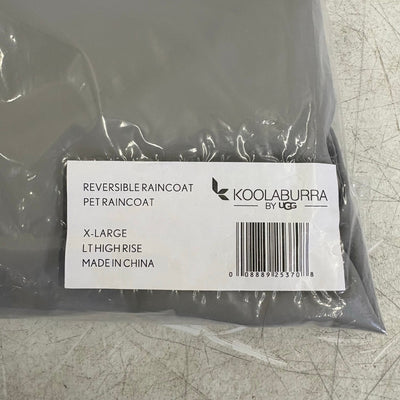 REVERSIBLE RAINCOAT
PET RAINCOAT
X-LARGE
LT HIGH RISE
MADE IN CHINA
KOOLABURRA
BY UGG
0 08889 25370 8